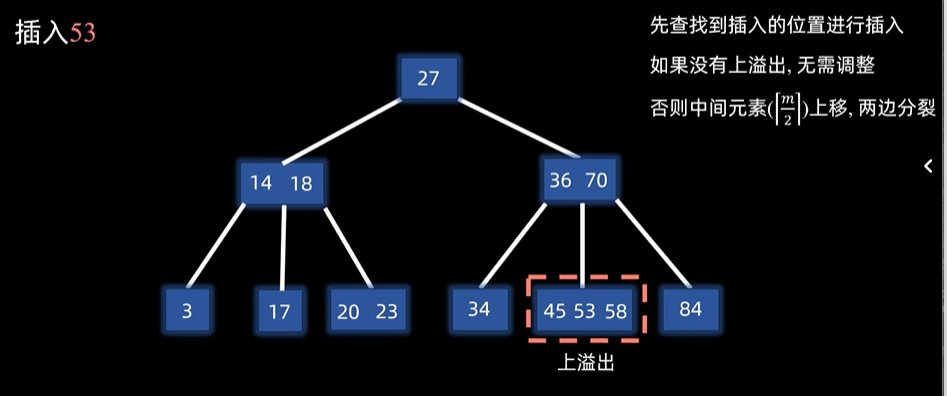 插入53
先查找到插入的位置进行插入
如果没有上溢出, 无需调整
否则中间元素(⌈m/2⌉)上移, 两边分裂
27
14 18
36 70
3
17
20 23
34
45 53 58
84
上溢出